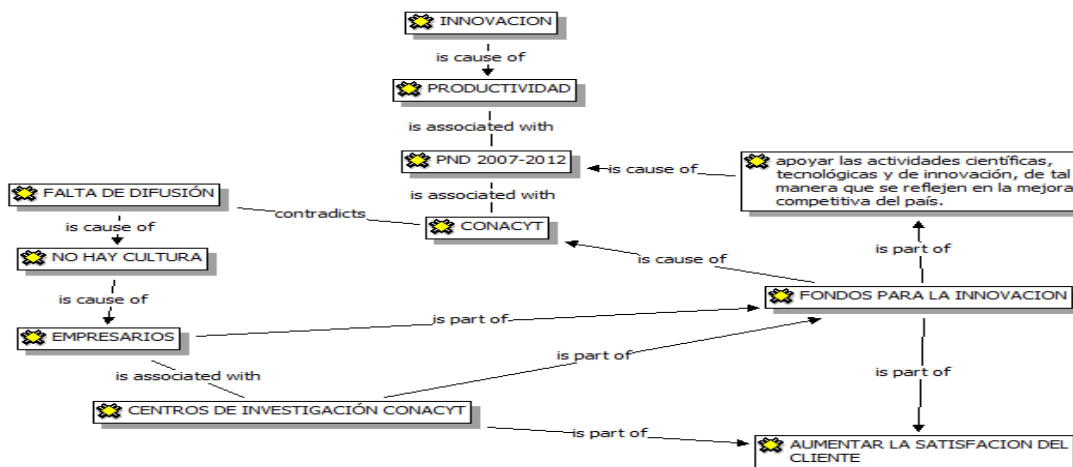 INNOVACION
is cause of
PRODUCTIVIDAD
is associated with
PND 2007-2012
is cause of
apoyar las actividades científicas,
tecnológicas y de innovación, de tal
manera que se reflejen en la mejora
competitiva del país.
FALTA DE DIFUSIÓN
is associated with
contradicts
CONACYT
is cause of
is part of
NO HAY CULTURA
is cause of
is cause of
FONDOS PARA LA INNOVACION
is part of
EMPRESARIOS
is part of
is associated with
is part of
CENTROS DE INVESTIGACIÓN CONACYT
is part of
AUMENTAR LA SATISFACCION DEL
CLIENTE